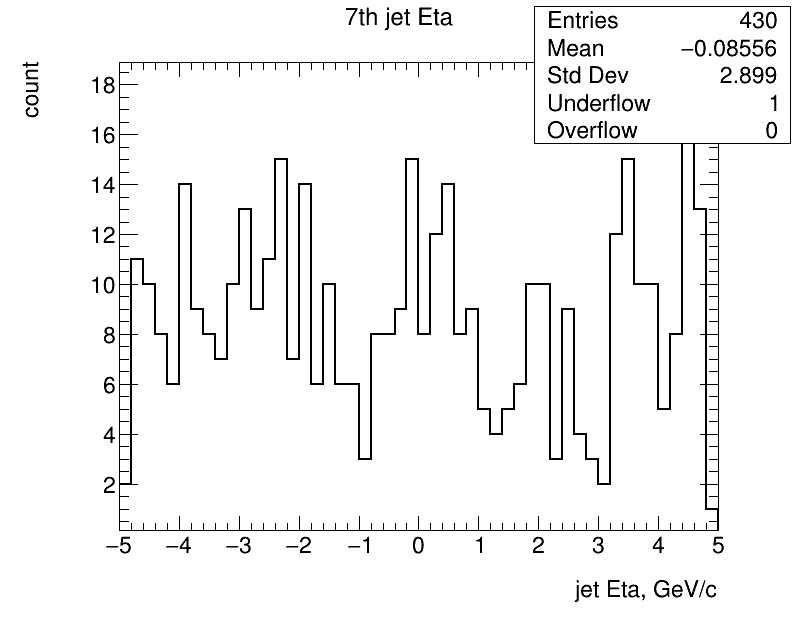 7th jet Eta
Entries 430
Mean −0.08556
Std Dev 2.899
Underflow 1
Overflow 0
count
18
16
14
12
10
8
6
4
2
−5 −4 −3 −2 −1 0 1 2 3 4 5
jet Eta, GeV/c